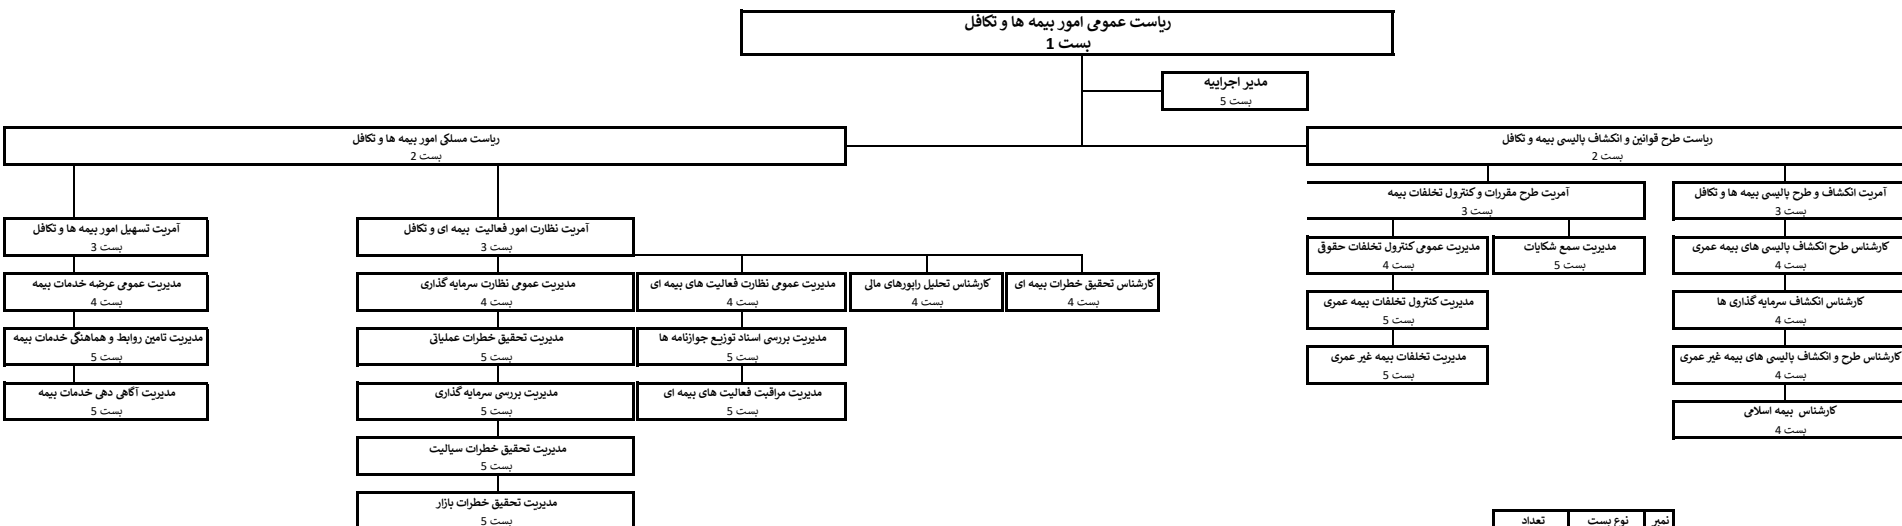 ریاست عمومی امور بیمه ها و تکافل
بست 1
مدیر اجراییه
بست 5
ریاست طرح قوانین و انکشاف پالیسی بیمه و تکافل
بست 2
ریاست مسلکی امور بیمه ها و تکافل
بست 2
آمریت انکشاف و طرح پالیسی بیمه ها و تکافل
بست 3
آمریت طرح مقررات و کنترول تخلفات بیمه
بست 3
آمریت نظارت امور فعالیت بیمه ای و تکافل
بست 3
آمریت تسهیل امور بیمه ها و تکافل
بست 3
کارشناس طرح انکشاف پالیسی های بیمه عمری
بست 4
مدیریت سمع شکایات
بست 5
مدیریت عمومی کنترول تخلفات حقوقی
بست 4
کارشناس تحقیق خطرات بیمه ای
بست 4
کارشناس تحلیل راپورهای مالی
بست 4
مدیریت عمومی نظارت فعالیت های بیمه ای
بست 4
مدیریت عمومی نظارت سرمایه گذاری
بست 4
مدیریت عمومی عرضه خدمات بیمه
بست 4
کارشناس انکشاف سرمایه گذاری ها
بست 4
مدیریت کنترول تخلفات بیمه عمری
بست 5
مدیریت بررسی اسناد توزیع جوازنامه ها
بست 5
مدیریت تحقیق خطرات عملیاتی
بست 5
مدیریت تامین روابط و هماهنگی خدمات بیمه
بست 5
کارشناس طرح و انکشاف پالیسی های بیمه غیر عمری
بست 4
مدیریت تخلفات بیمه غیر عمری
بست 5
مدیریت مراقبت فعالیت های بیمه ای
بست 5
مدیریت بررسی سرمایه گذاری
بست 5
مدیریت آگاهی دهی خدمات بیمه
بست 5
کارشناس بیمه اسلامی
بست 4
مدیریت تحقیق خطرات سیالیت
بست 5
مدیریت تحقیق خطرات بازار
بست 5
نمبر نوع بست تعداد